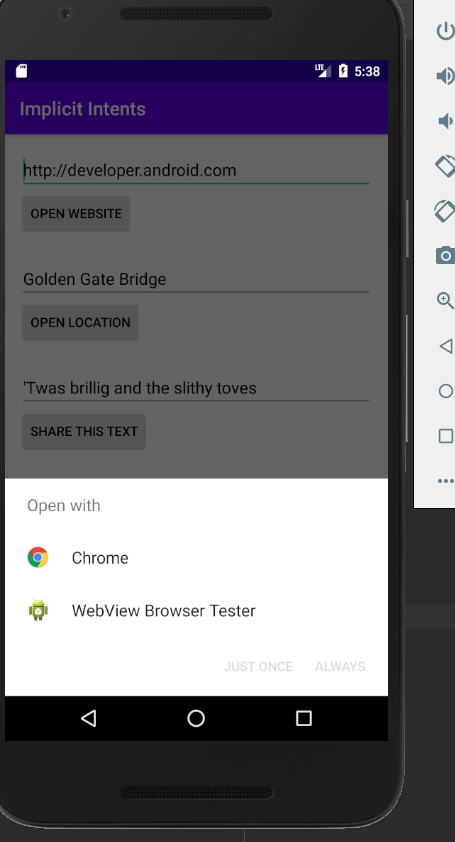 LTE 5:38
Implicit Intents
http://developer.android.com
OPEN WEBSITE
Golden Gate Bridge
OPEN LOCATION
'Twas brillig and the slithy toves
SHARE THIS TEXT
Open with
Chrome
WebView Browser Tester
JUST ONCE ALWAYS